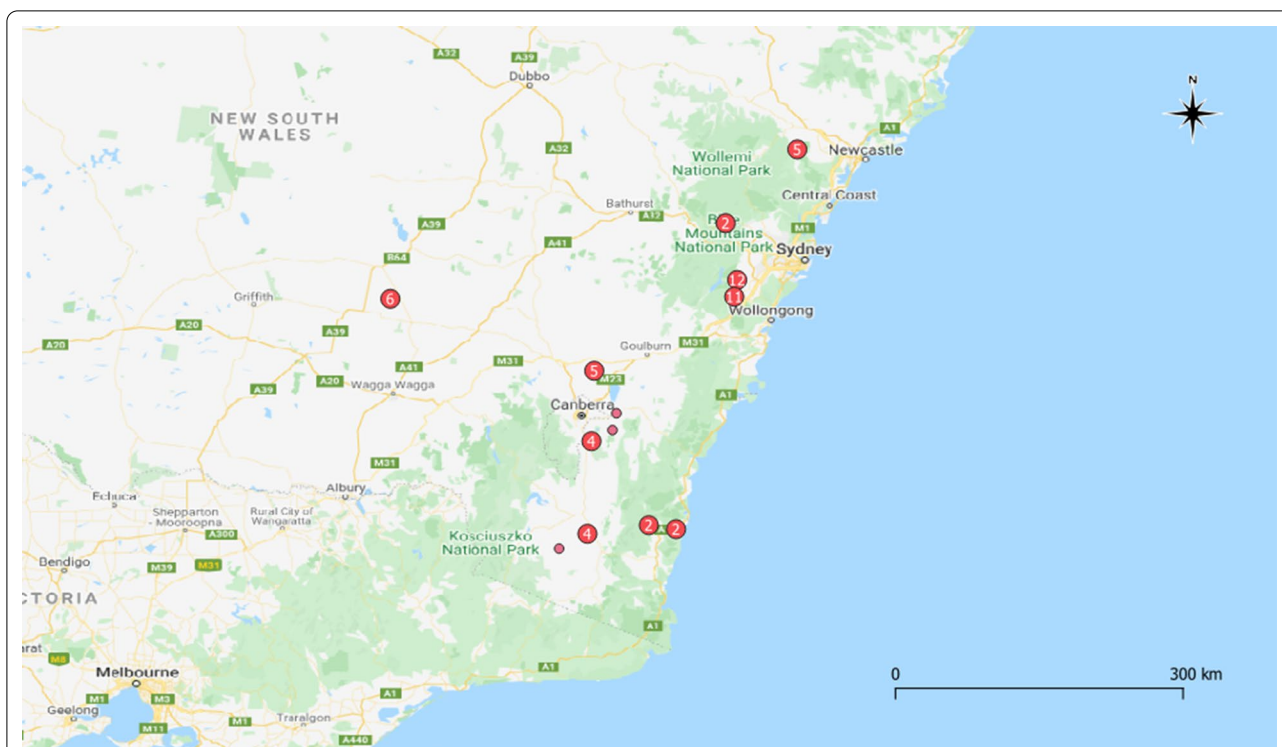 A32
A39
Dubbo
N
NEW SOUTH
WALES
A1
5
Newcastle
A32
Wollemi
National Park
Central Coast
Bathurst
A39
2
Mountains
National Park
M1
A41
Sydney
B64
12
6
11
Griffith
Wollongong
A20
A39
A20
M31
Goulburn
M31
A41
5
M23
A20
Wagga Wagga
A39
A1
Canberra
4
M31
Echuca
Albury
Shepparton
- Mooroopna
Rural City of
Wangaratta
A300
Kosciuszko
National Park
4
2
2
Bendigo
M39
M31
CTORIA
A1
M8
Melbourne
A1
0
300 km
M1
M3
A1
Geelong
M1
Traralgon
M11
A440